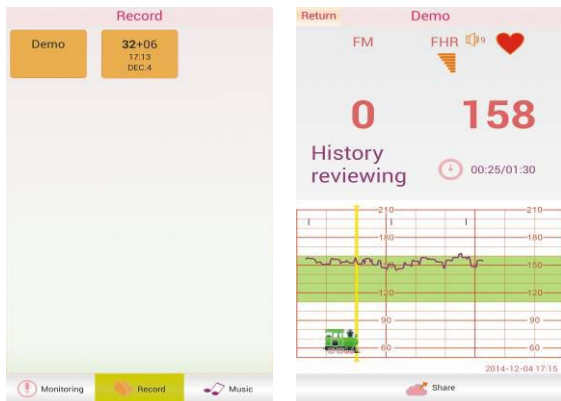 Record
Demo
32+06
17:13
DEC.4
Monitoring
Record
Music
Return
Demo
FM
FHR
9
0
158
History
reviewing
00:25/01:30
210
210
180
180
150
150
120
120
90
90
60
60
2014-12-04 17:15
Share